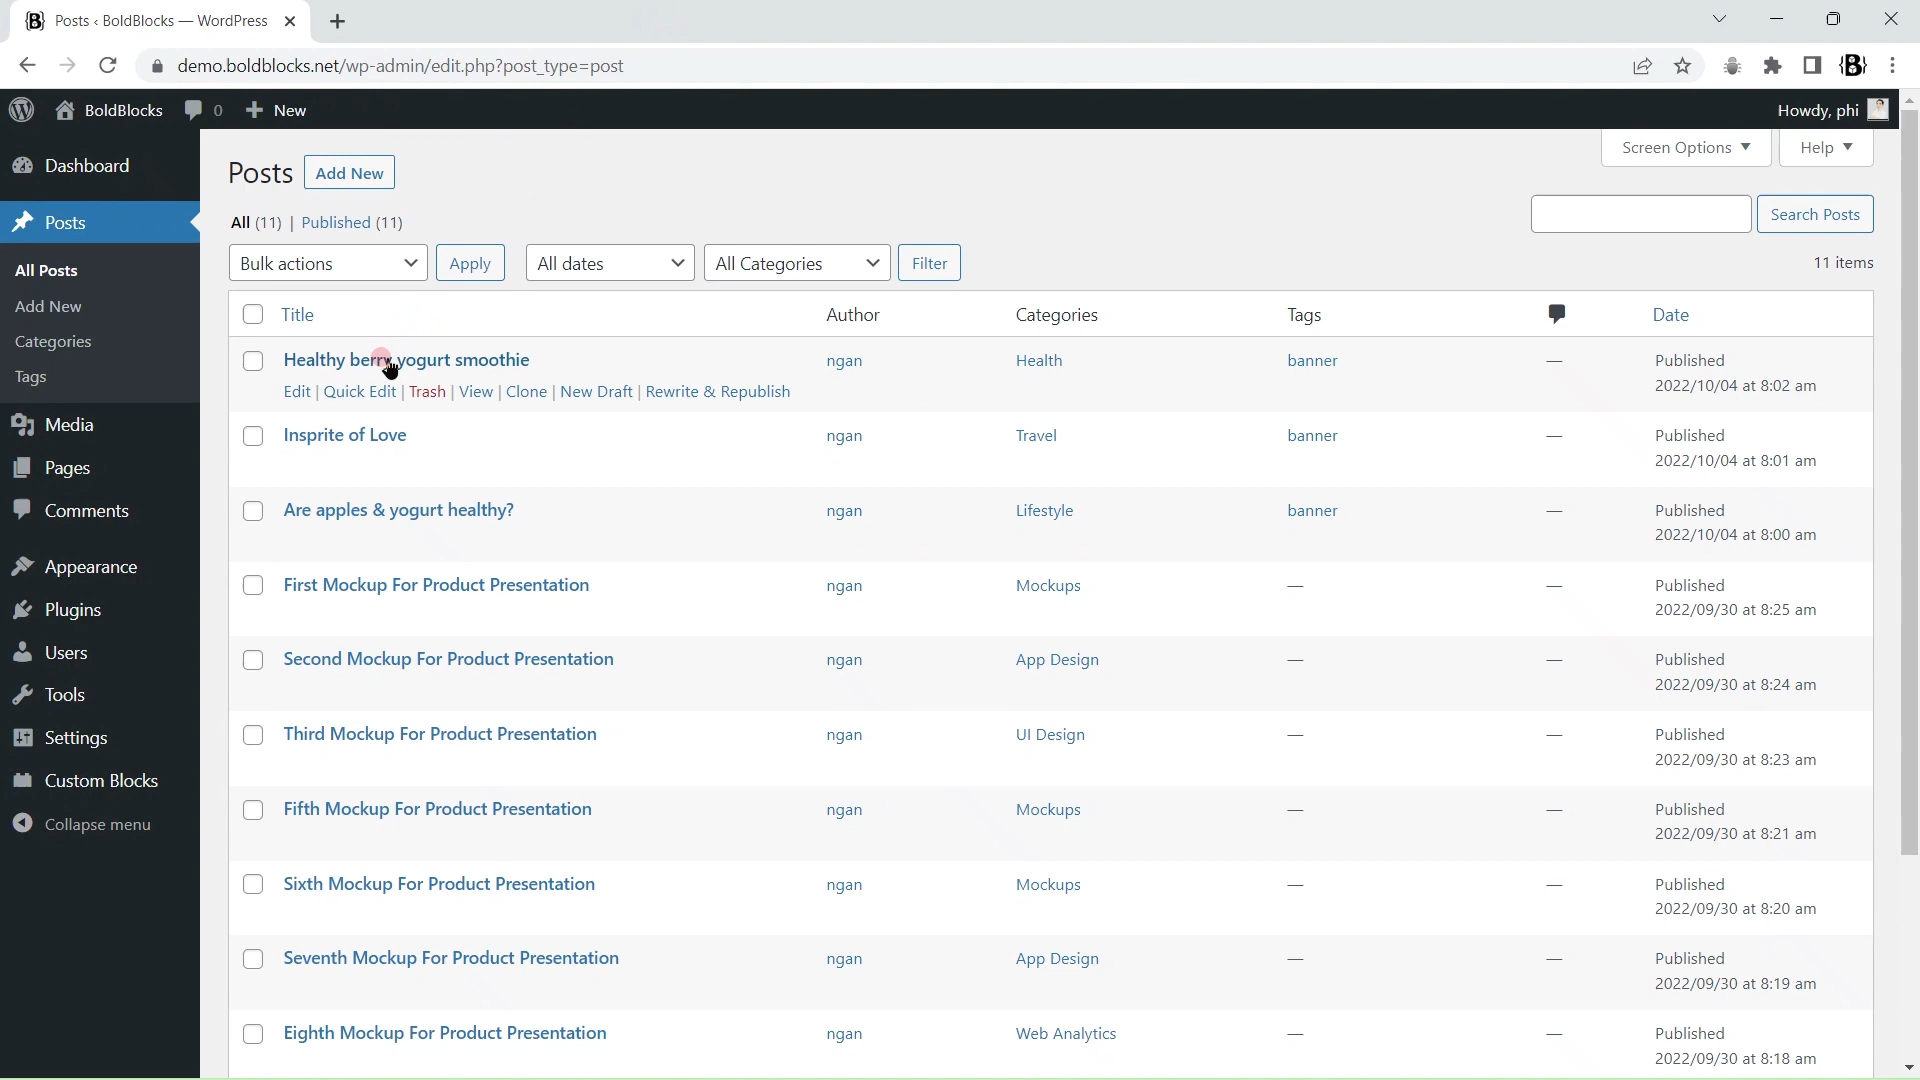 Posts ‹ BoldBlocks — WordPress
demo.boldblocks.net/wp-admin/edit.php?post_type=post
BoldBlocks 0 New Howdy, phi
Dashboard
Posts
All Posts
Add New
Categories
Tags
Media
Pages
Comments
Appearance
Plugins
Users
Tools
Settings
Custom Blocks
Collapse menu
Screen Options Help
Posts Add New
All (11) | Published (11)
Search Posts
Bulk actions Apply All dates All Categories Filter 11 items
Title Author Categories Tags Date
Healthy berry yogurt smoothie ngan Health banner — Published
2022/10/04 at 8:02 am
Edit | Quick Edit | Trash | View | Clone | New Draft | Rewrite & Republish
Insprite of Love ngan Travel banner — Published
2022/10/04 at 8:01 am
Are apples & yogurt healthy? ngan Lifestyle banner — Published
2022/10/04 at 8:00 am
First Mockup For Product Presentation ngan Mockups — — Published
2022/09/30 at 8:25 am
Second Mockup For Product Presentation ngan App Design — — Published
2022/09/30 at 8:24 am
Third Mockup For Product Presentation ngan UI Design — — Published
2022/09/30 at 8:23 am
Fifth Mockup For Product Presentation ngan Mockups — — Published
2022/09/30 at 8:21 am
Sixth Mockup For Product Presentation ngan Mockups — — Published
2022/09/30 at 8:20 am
Seventh Mockup For Product Presentation ngan App Design — — Published
2022/09/30 at 8:19 am
Eighth Mockup For Product Presentation ngan Web Analytics — — Published
2022/09/30 at 8:18 am